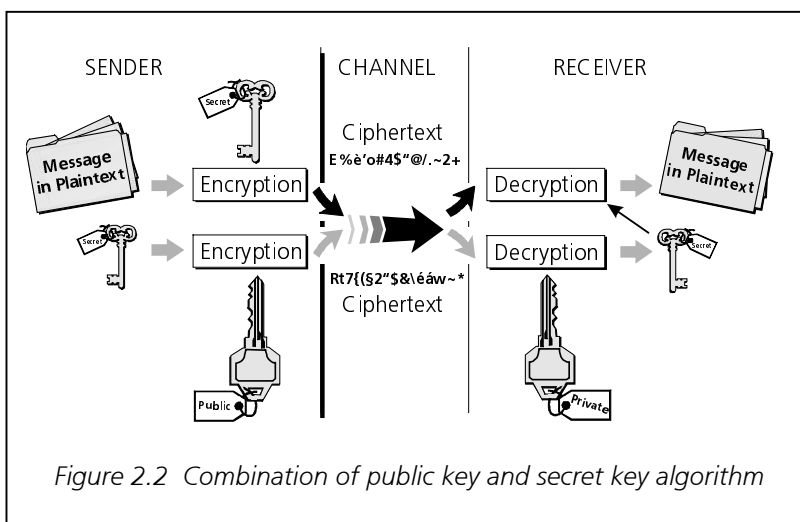 SENDER
CHANNEL
RECEIVER
Secret
Message
in Plaintext
Encryption
Ciphertext
E%è'o#4$"@/.~2+
Decryption
Message
in Plaintext
Secret
Encryption
Decryption
Secret
Rt7{(§2"$&\éáw~*
Ciphertext
Public
Private
Figure 2.2 Combination of public key and secret key algorithm